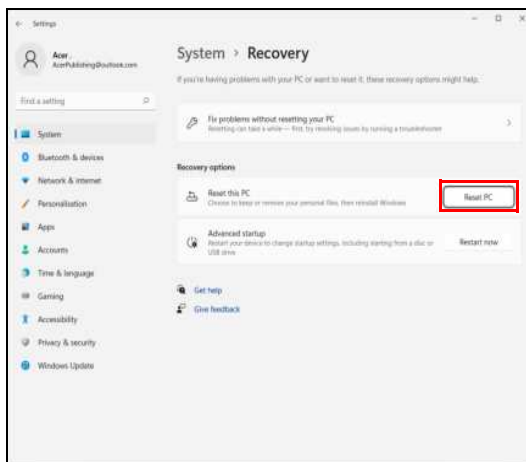 Settings
Acer .
AcerPublishing@outlook.com
Find a setting
System
Bluetooth & devices
Network & internet
Personalization
Apps
Accounts
Time & language
Gaming
Accessibility
Privacy & security
Windows Update
System > Recovery
If you're having problems with your PC or want to reset it, these recovery options might help.
Fix problems without resetting your PC
Resetting can take a while — first, try resolving issues by running a troubleshooter
Recovery options
Reset this PC
Choose to keep or remove your personal files, then reinstall Windows
Reset PC
Advanced startup
Restart your device to change startup settings, including starting from a disc or
USB drive
Restart now
Get help
Give feedback